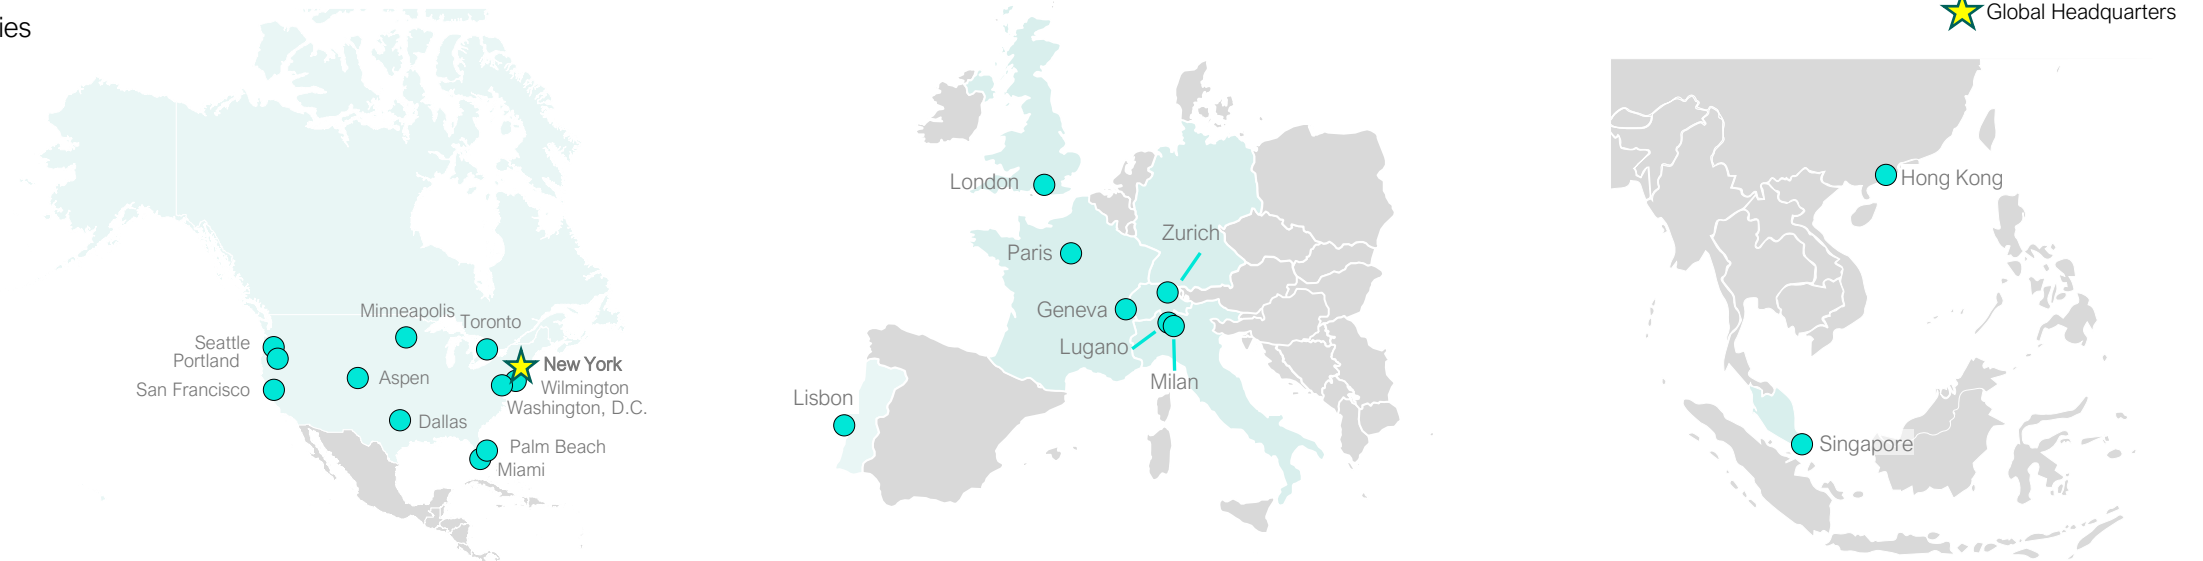 ies
Global Headquarters
Minneapolis
Toronto
Seattle
Portland
San Francisco
Aspen
New York
Wilmington
Washington, D.C.
Dallas
Palm Beach
Miami
London
Paris
Zurich
Geneva
Lugano
Milan
Lisbon
Hong Kong
Singapore